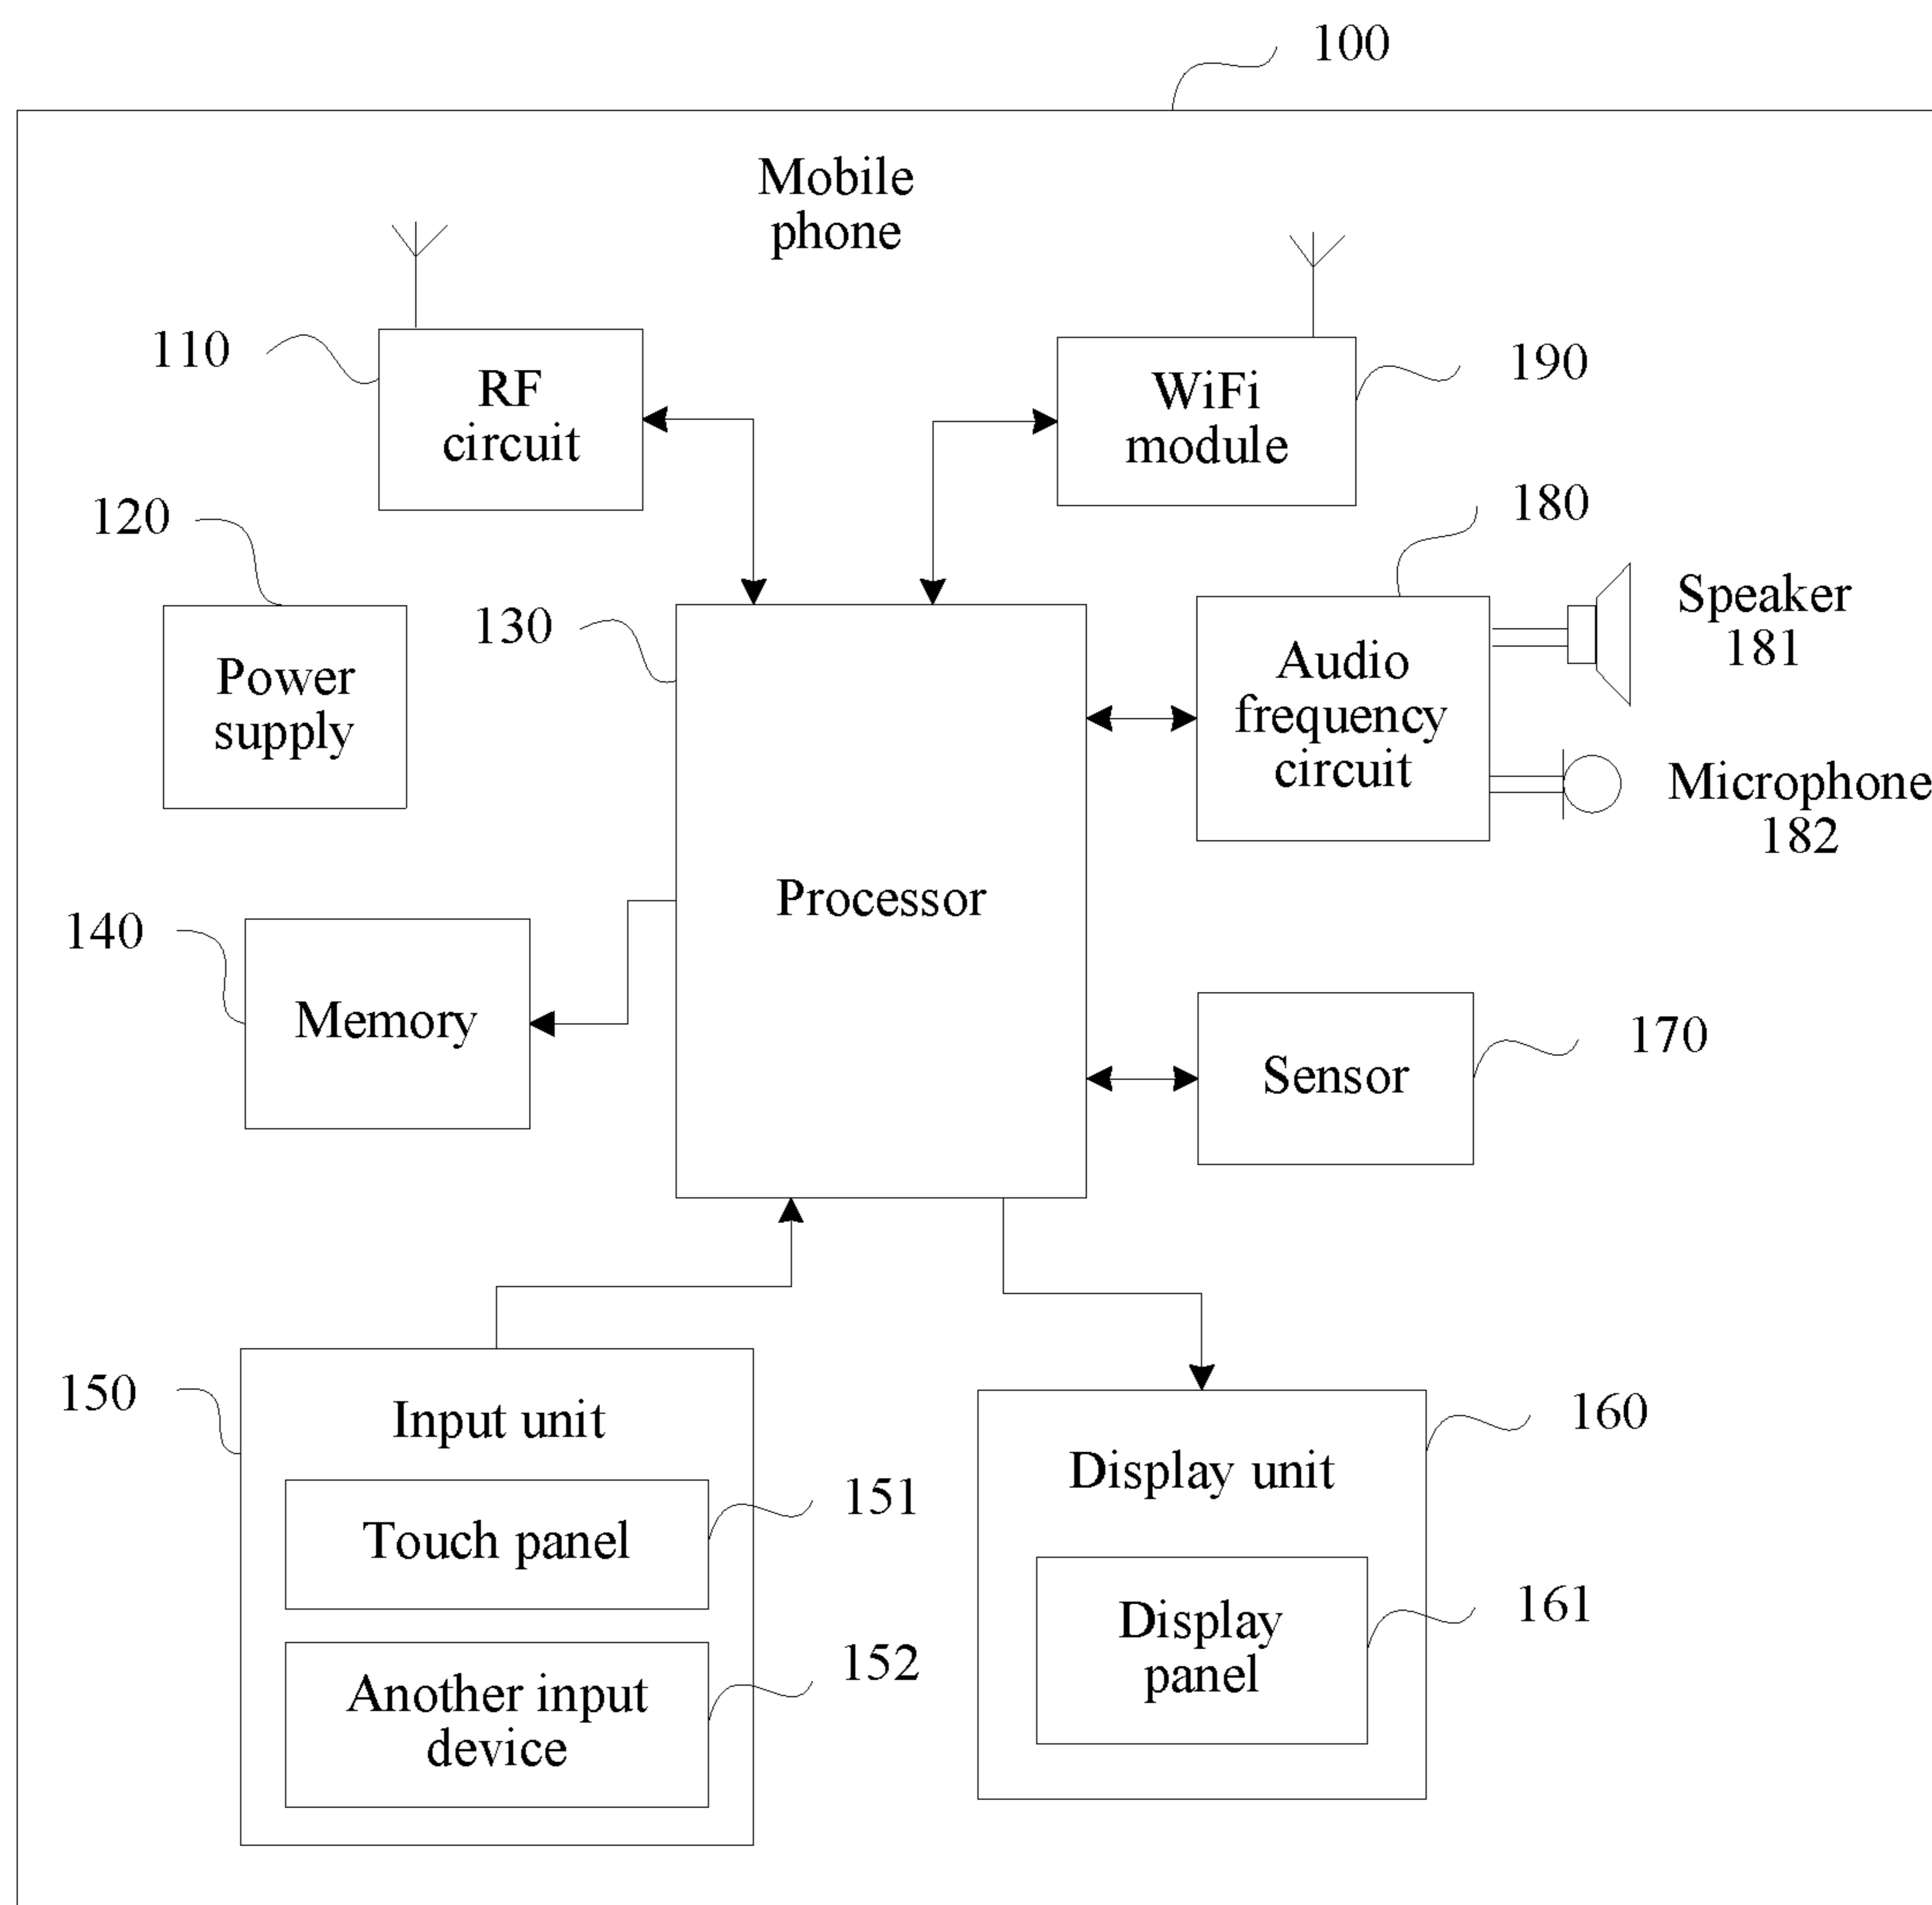 100
Mobile
phone
110
RF
circuit
WiFi
module
190
120
Power
supply
130
Processor
180
Audio
frequency
circuit
Speaker
181
Microphone
182
140
Memory
Sensor
170
150
Input unit
Touch panel
151
Another input
device
152
160
Display unit
Display
panel
161